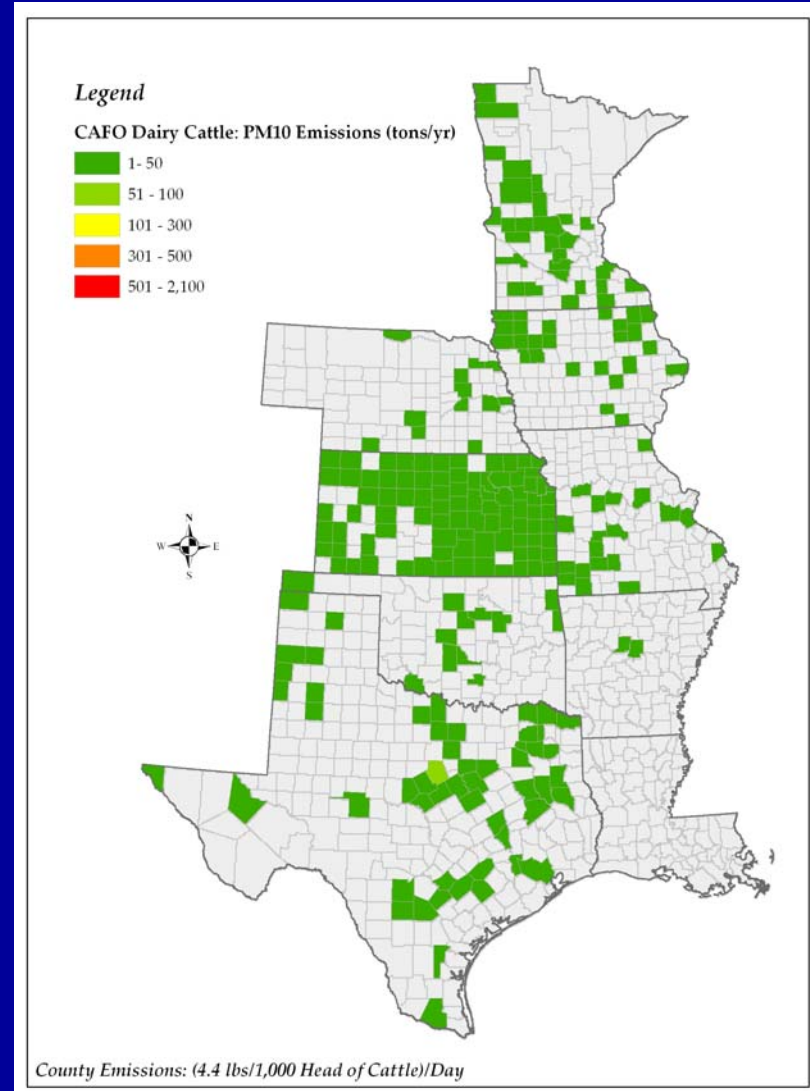 Legend
CAFO Dairy Cattle: PM10 Emissions (tons/yr)
1- 50
51 - 100
101 - 300
301 - 500
501 - 2,100
N
W E
S
County Emissions: (4.4 lbs/1,000 Head of Cattle)/Day